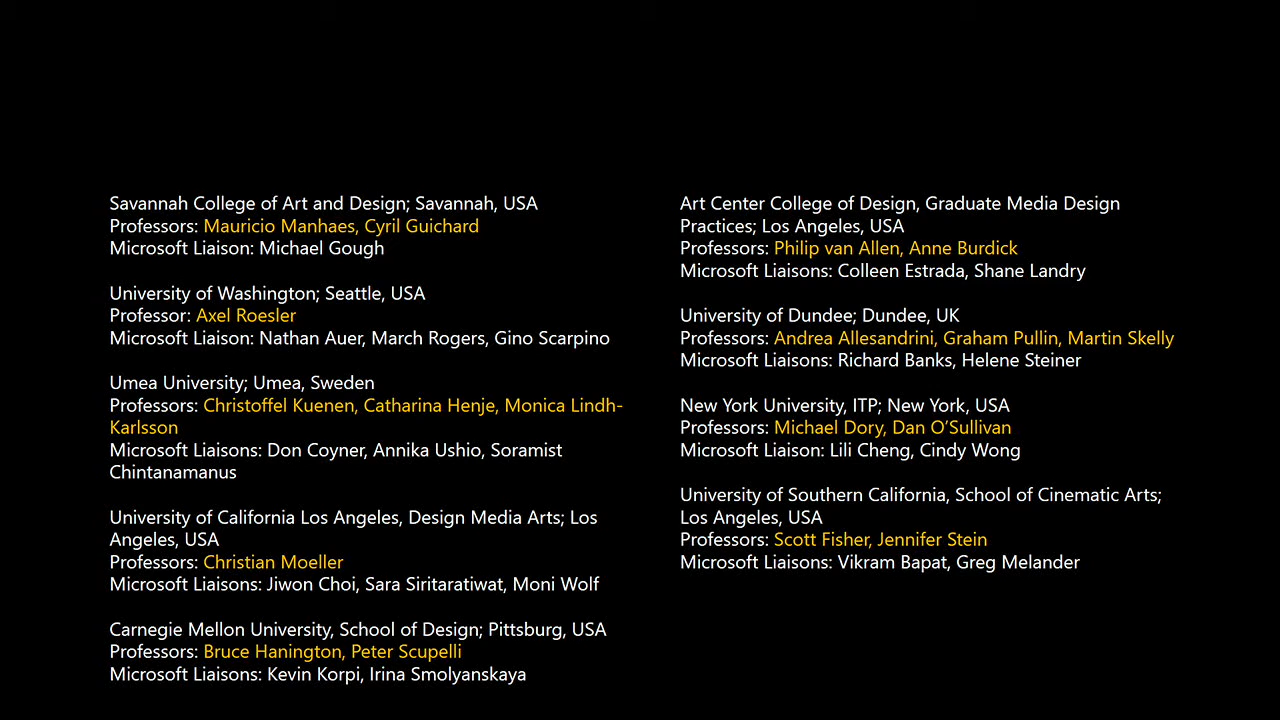 Savannah College of Art and Design; Savannah, USA
Professors: Mauricio Manhaes, Cyril Guichard
Microsoft Liaison: Michael Gough
University of Washington; Seattle, USA
Professor: Axel Roesler
Microsoft Liaison: Nathan Auer, March Rogers, Gino Scarpino
Umea University; Umea, Sweden
Professors: Christoffel Kuenen, Catharina Henje, Monica Lindh-
Karlsson
Microsoft Liaisons: Don Coyner, Annika Ushio, Soramist
Chintanamanus
University of California Los Angeles, Design Media Arts; Los
Angeles, USA
Professors: Christian Moeller
Microsoft Liaisons: Jiwon Choi, Sara Siritaratiwat, Moni Wolf
Carnegie Mellon University, School of Design; Pittsburg, USA
Professors: Bruce Hanington, Peter Scupelli
Microsoft Liaisons: Kevin Korpi, Irina Smolyanskaya
Art Center College of Design, Graduate Media Design
Practices; Los Angeles, USA
Professors: Philip van Allen, Anne Burdick
Microsoft Liaisons: Colleen Estrada, Shane Landry
University of Dundee; Dundee, UK
Professors: Andrea Allesandrini, Graham Pullin, Martin Skelly
Microsoft Liaisons: Richard Banks, Helene Steiner
New York University, ITP; New York, USA
Professors: Michael Dory, Dan O’Sullivan
Microsoft Liaison: Lili Cheng, Cindy Wong
University of Southern California, School of Cinematic Arts;
Los Angeles, USA
Professors: Scott Fisher, Jennifer Stein
Microsoft Liaisons: Vikram Bapat, Greg Melander